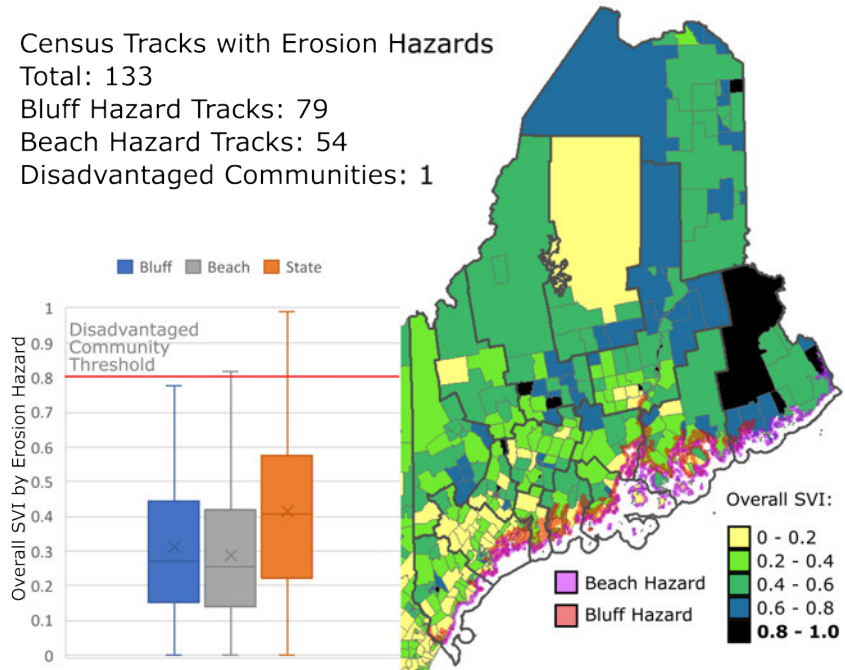 Census Tracks with Erosion Hazards
Total: 133
Bluff Hazard Tracks: 79
Beach Hazard Tracks: 54
Disadvantaged Communities: 1
Bluff Beach State
Overall SVI by Erosion Hazard
1
0.9
0.8
0.7
0.6
0.5
0.4
0.3
0.2
0.1
0
Disadvantaged
Community
Threshold
Overall SVI:
0 - 0.2
0.2 - 0.4
0.4 - 0.6
0.6 - 0.8
0.8 - 1.0
Beach Hazard
Bluff Hazard